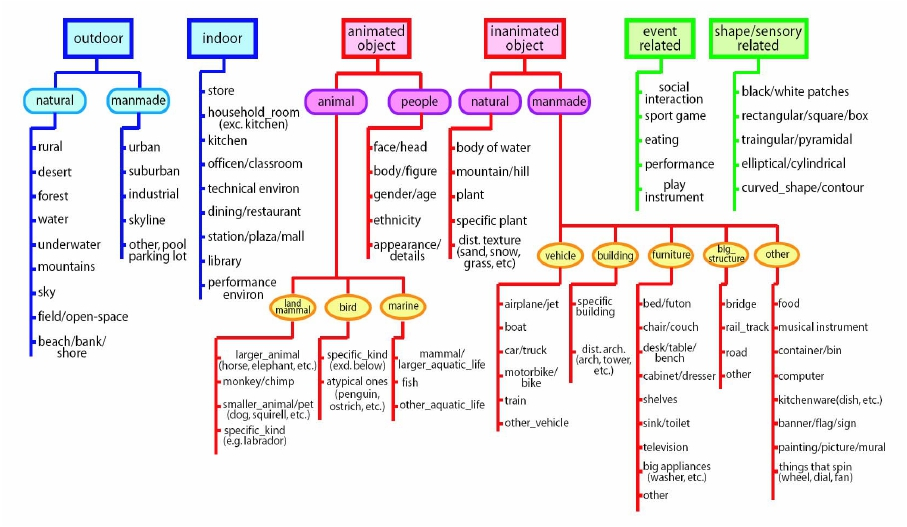 outdoor
natural
rural
desert
forest
water
underwater
mountains
sky
field/open-space
beach/bank/
shore
manmade
urban
suburban
industrial
skyline
other, pool
parking lot
indoor
store
household_room
(exc. kitchen)
kitchen
officen/classroom
technical environ
dining/restaurant
station/plaza/mall
library
performance
environ
animated
object
animal
land
mammal
larger_animal
(horse, elephant, etc.)
monkey/chimp
smaller_animal/pet
(dog, squirell, etc.)
specific_kind
(e.g. labrador)
bird
specific_kind
(exd. below)
atypical ones
(penguin,
ostrich, etc.)
marine
mammal/
larger_aquatic_life
fish
other_aquatic_life
people
face/head
body/figure
gender/age
ethnicity
appearance/
details
inanimated
object
natural
body of water
mountain/hill
plant
specific plant
dist. texture
(sand, snow,
grass, etc)
manmade
vehicle
airplane/jet
boat
car/truck
motorbike/
bike
train
other_vehicle
building
specific
building
dist. arch.
(arch, tower,
etc.)
furniture
bed/futon
chair/couch
desk/table/
bench
cabinet/dresser
shelves
sink/toilet
television
big appliances
(washer, etc.)
other
big_
structure
bridge
rail_track
road
other
other
food
musical instrument
container/bin
computer
kitchenware(dish, etc.)
banner/flag/sign
painting/picture/mural
things that spin
(wheel, dial, fan)
event
related
social
interaction
sport game
eating
performance
play
instrument
shape/sensory
related
black/white patches
rectangular/square/box
traingular/pyramidal
elliptical/cylindrical
curved_shape/contour